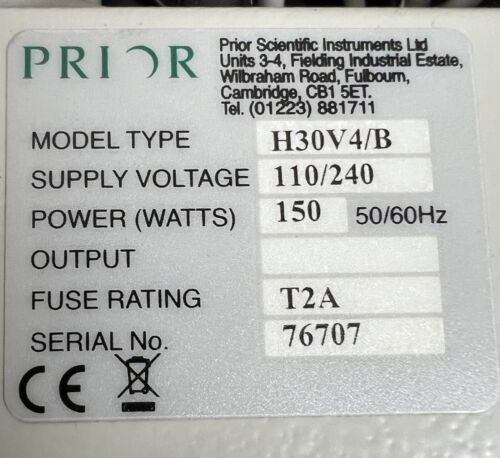 PRIOR
Prior Scientific Instruments Ltd
Units 3-4, Fielding Industrial Estate,
Wilbraham Road, Fulbourn,
Cambridge, CB1 5ET.
Tel. (01223) 881711
MODEL TYPE H30V4/B
SUPPLY VOLTAGE 110/240
POWER (WATTS) 150 50/60Hz
OUTPUT
FUSE RATING T2A
SERIAL No. 76707
CE